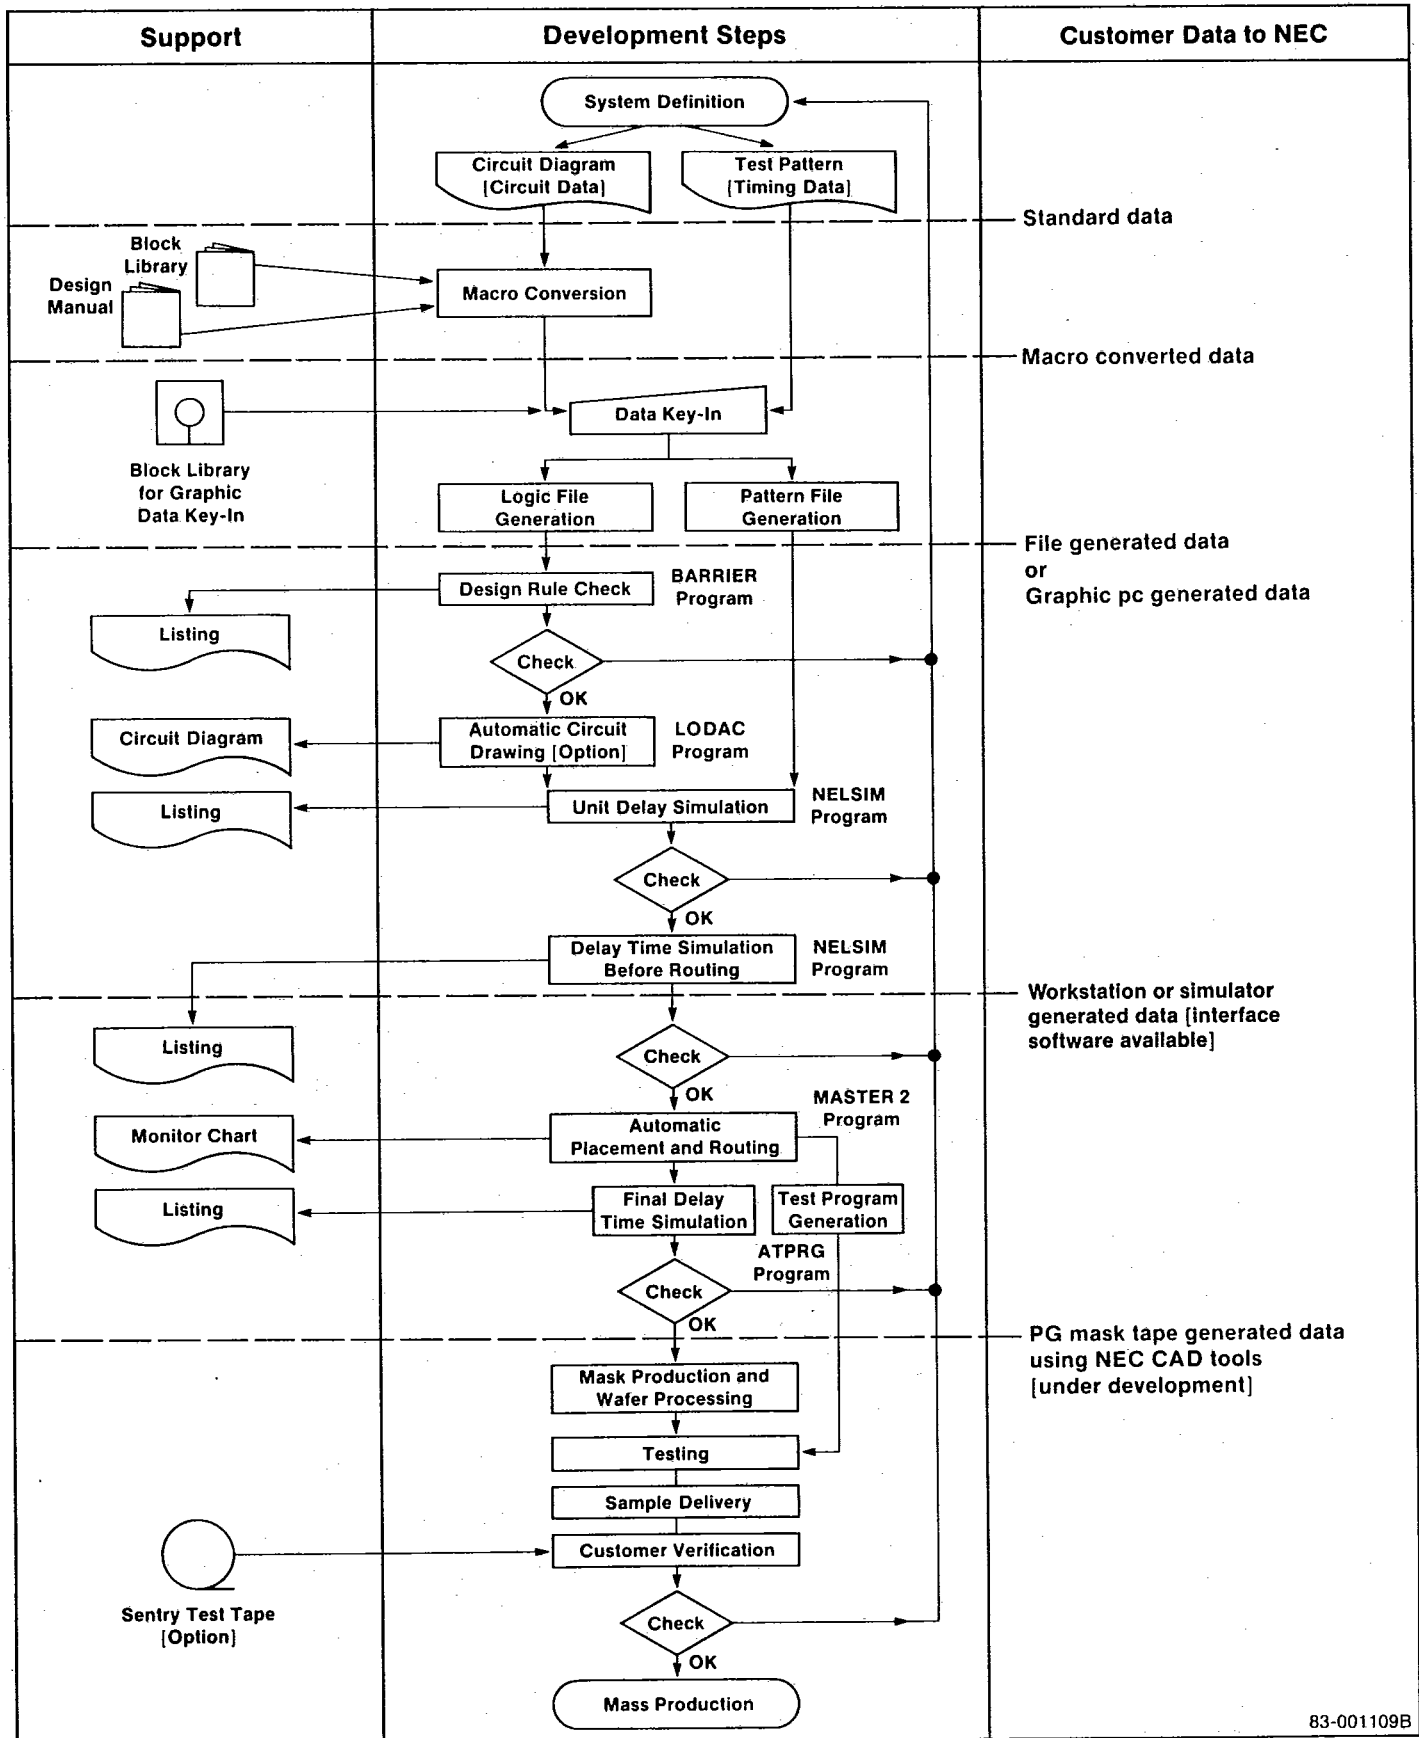 Support
Development Steps
Customer Data to NEC
System Definition
Circuit Diagram
[Circuit Data]
Test Pattern
[Timing Data]
Standard data
Block
Library
Design
Manual
Macro Conversion
Macro converted data
Data Key-In
Block Library
for Graphic
Data Key-In
Logic File
Generation
Pattern File
Generation
File generated data
or
Graphic pc generated data
Design Rule Check
BARRIER
Program
Listing
Check
OK
Circuit Diagram
Automatic Circuit
Drawing [Option]
LODAC
Program
Listing
Unit Delay Simulation
NELSIM
Program
Check
OK
Delay Time Simulation
Before Routing
NELSIM
Program
Workstation or simulator
generated data [interface
software available]
Listing
Check
OK
MASTER 2
Program
Monitor Chart
Automatic
Placement and Routing
Listing
Final Delay
Time Simulation
Test Program
Generation
ATPRG
Program
Check
OK
PG mask tape generated data
using NEC CAD tools
[under development]
Mask Production and
Wafer Processing
Testing
Sample Delivery
Customer Verification
Sentry Test Tape
[Option]
Check
OK
Mass Production
83-001109B